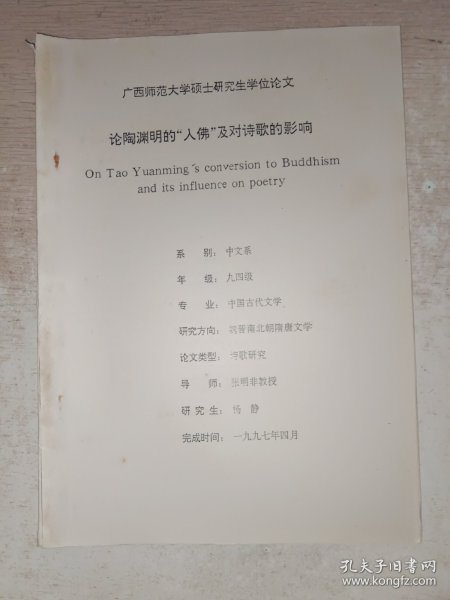 广西师范大学硕士研究生学位论文
论陶渊明的“人佛”及对诗歌的影响
On Tao Yuanming's conversion to Buddhism
and its influence on poetry
系 别：中文系
年 级：九四级
专 业：中国古代文学
研究方向：魏晋南北朝隋唐文学
论文类型：诗歌研究
导 师：张明非教授
研究生：杨 静
完成时间：一九九七年四月
孔夫子旧书网
www.kongfz.com